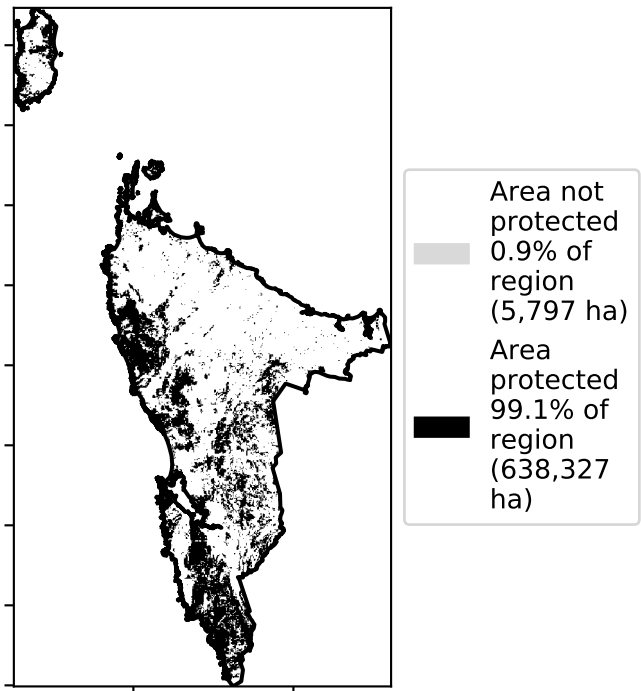 Area not
protected
0.9% of
region
(5,797 ha)
Area
protected
99.1% of
region
(638,327
ha)